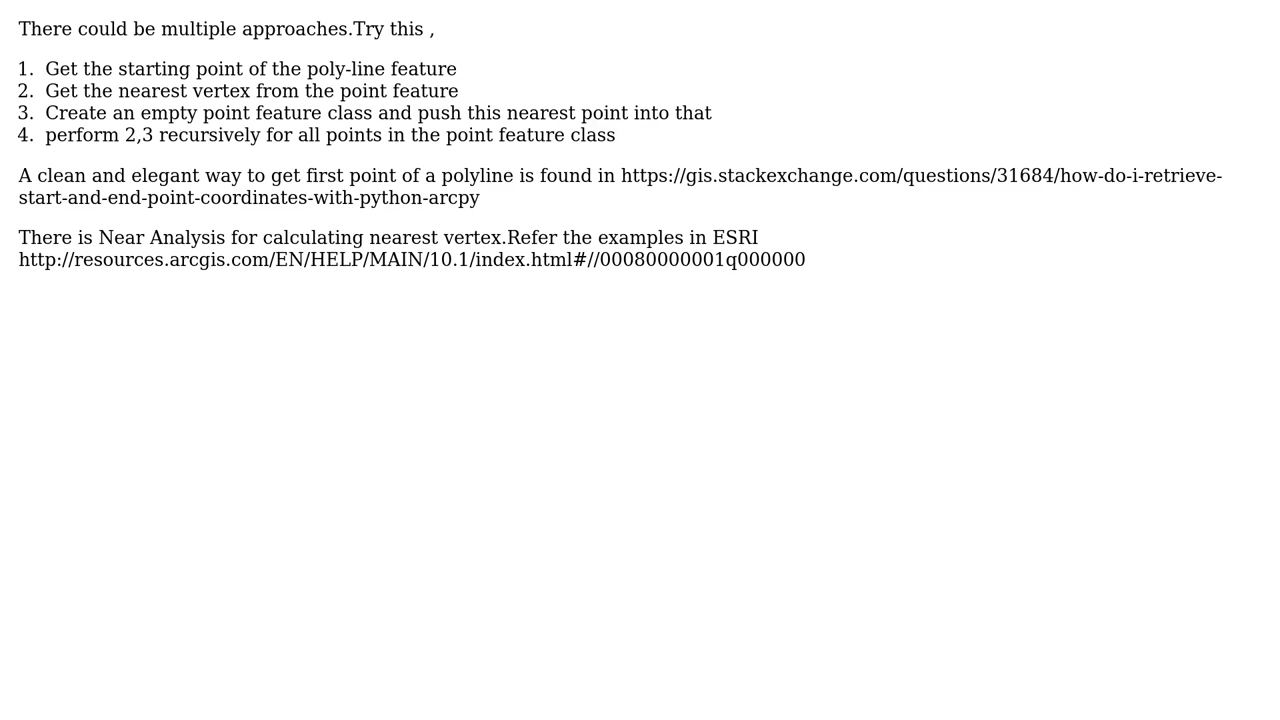 There could be multiple approaches.Try this ,
1. Get the starting point of the poly-line feature
2. Get the nearest vertex from the point feature
3. Create an empty point feature class and push this nearest point into that
4. perform 2,3 recursively for all points in the point feature class
A clean and elegant way to get first point of a polyline is found in https://gis.stackexchange.com/questions/31684/how-do-i-retrieve-
start-and-end-point-coordinates-with-python-arcpy
There is Near Analysis for calculating nearest vertex.Refer the examples in ESRI
http://resources.arcgis.com/EN/HELP/MAIN/10.1/index.html#//00080000001q000000